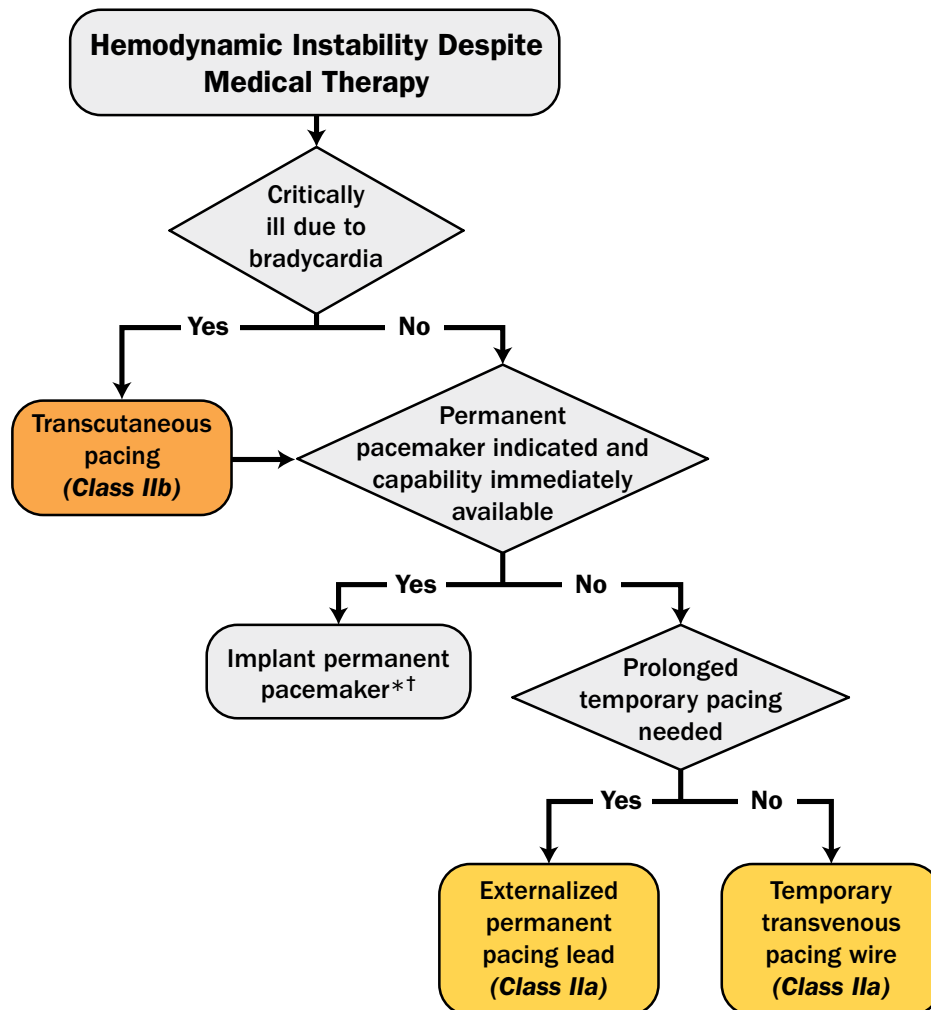 Hemodynamic Instability Despite
Medical Therapy
Critically
ill due to
bradycardia
Yes
No
Transcutaneous
pacing
(Class IIb)
Permanent
pacemaker indicated and
capability immediately
available
Yes
No
Implant permanent
pacemaker*†
Prolonged
temporary pacing
needed
Yes
No
Externalized
permanent
pacing lead
(Class IIa)
Temporary
transvenous
pacing wire
(Class IIa)